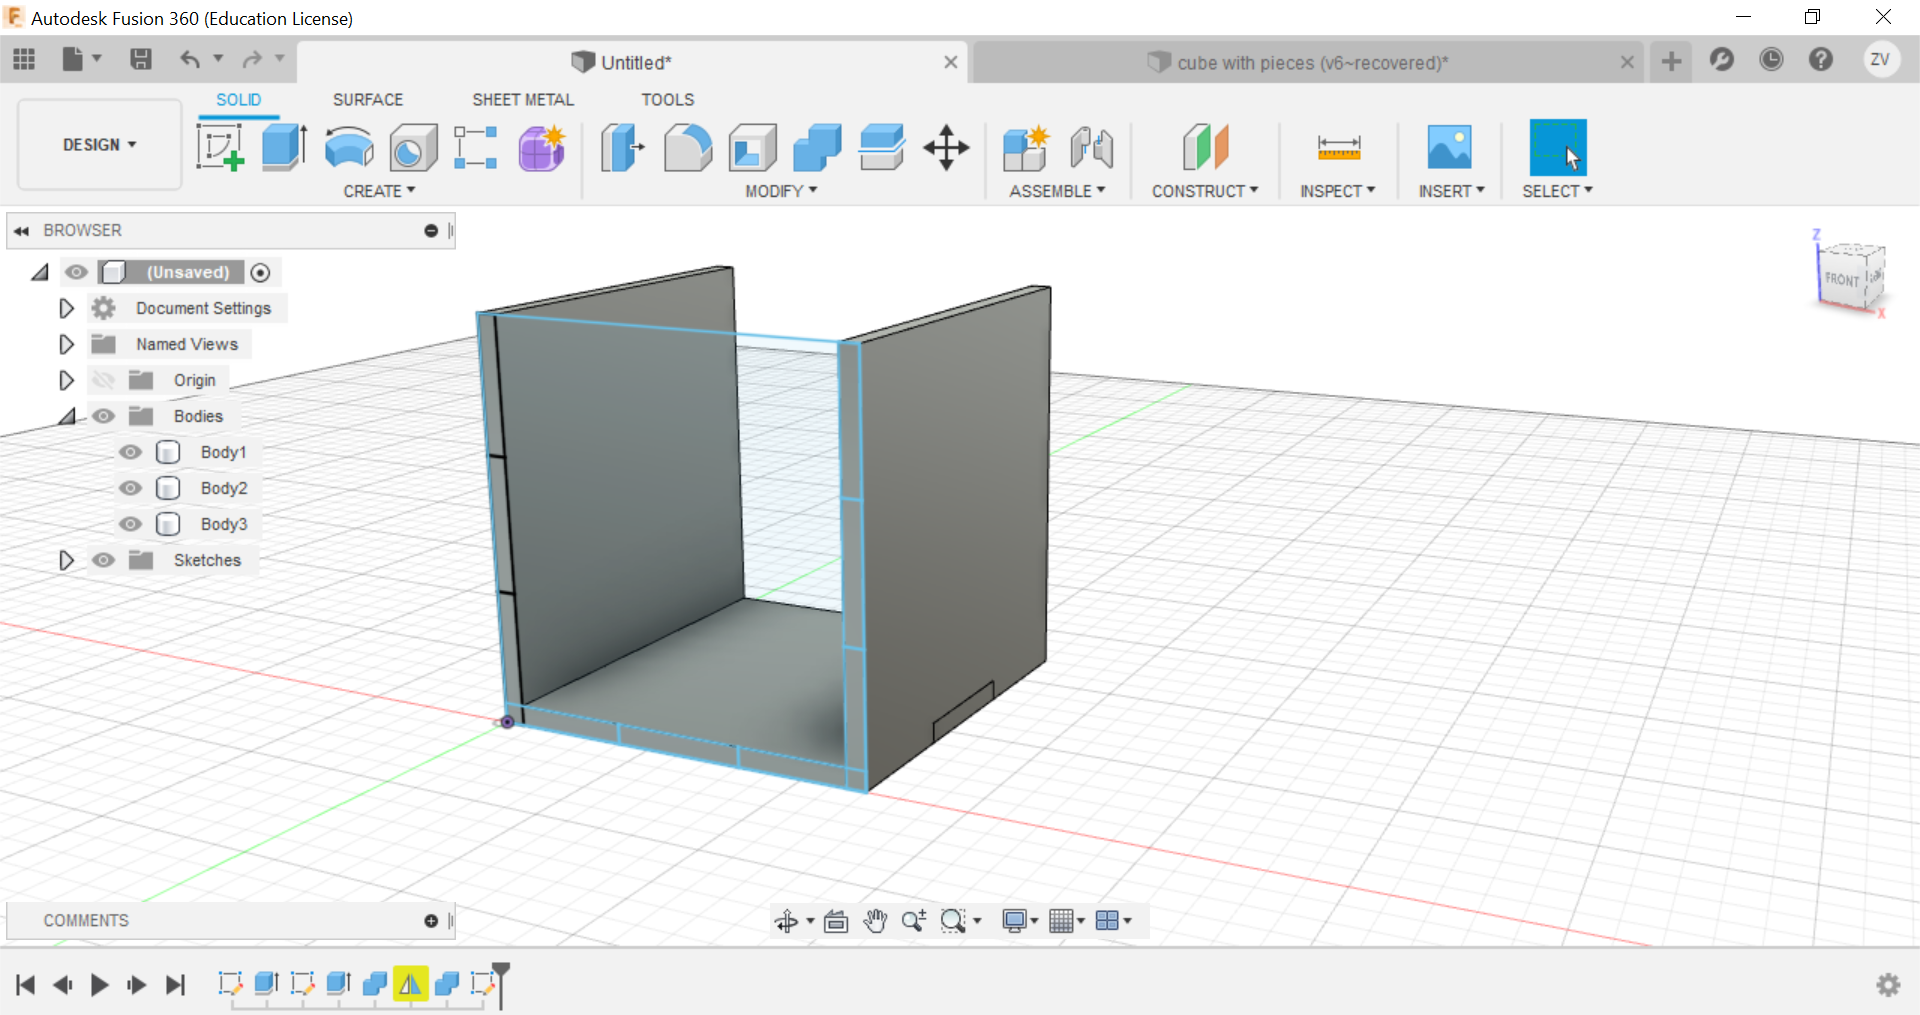 Autodesk Fusion 360 (Education License)
Untitled*
cube with pieces (v6~recovered)*
ZV
DESIGN
SOLID
SURFACE
SHEET METAL
TOOLS
CREATE
MODIFY
ASSEMBLE
CONSTRUCT
INSPECT
INSERT
SELECT
BROWSER
(Unsaved)
Document Settings
Named Views
Origin
Bodies
Body1
Body2
Body3
Sketches
Z
FRONT
X
COMMENTS